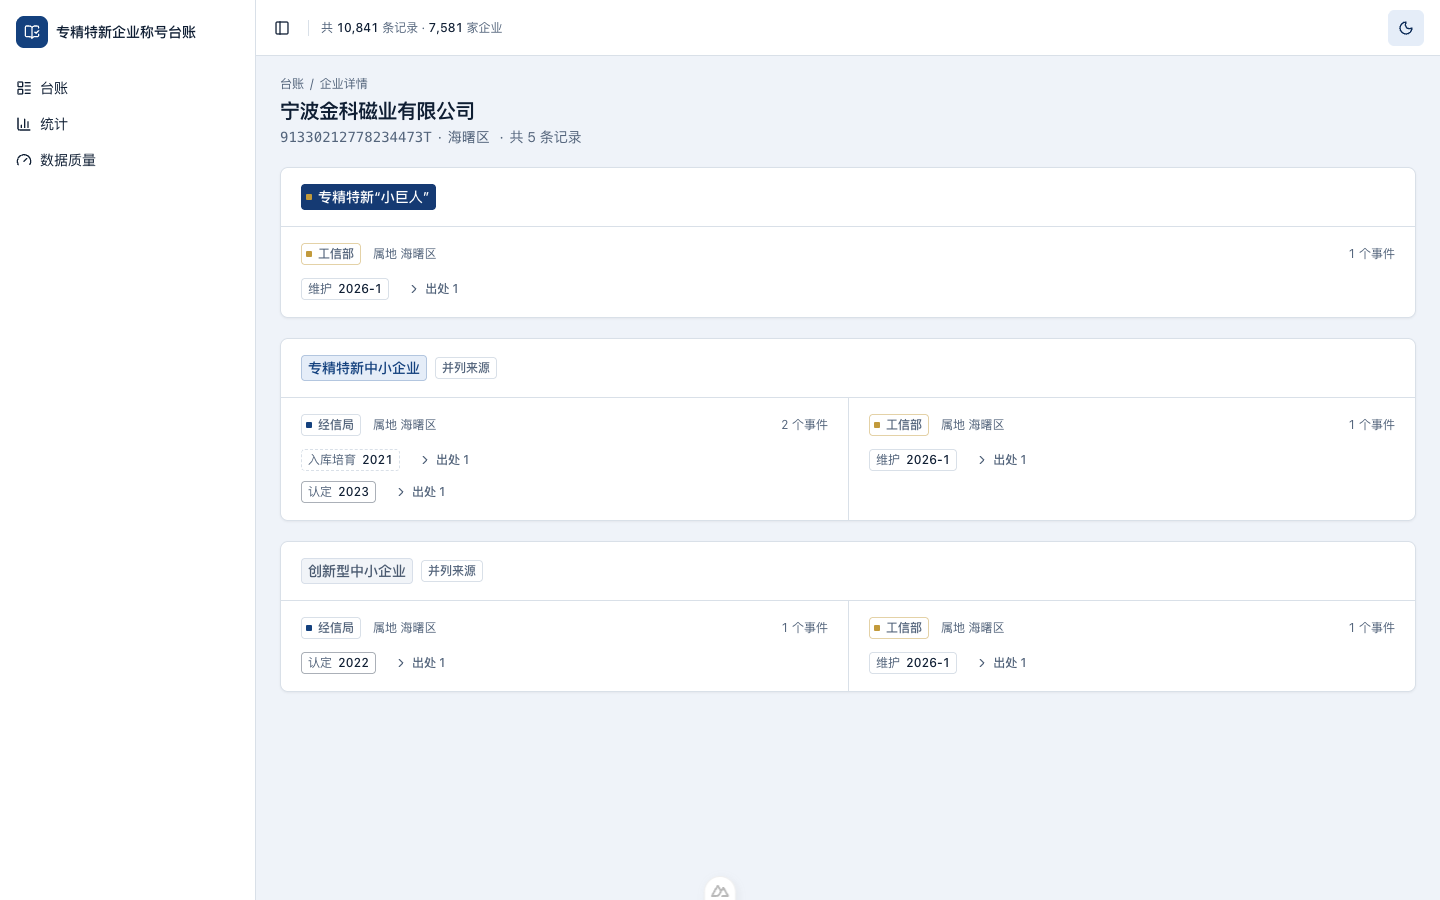 专精特新企业称号台账
台账
统计
数据质量
共 10,841 条记录 · 7,581 家企业
台账 / 企业详情
宁波金科磁业有限公司
91330212778234473T · 海曙区 · 共 5 条记录
专精特新“小巨人”
工信部 属地 海曙区 1 个事件
维护 2026-1 出处 1
专精特新中小企业 并列来源
经信局 属地 海曙区 2 个事件
入库培育 2021 出处 1
认定 2023 出处 1
工信部 属地 海曙区 1 个事件
维护 2026-1 出处 1
创新型中小企业 并列来源
经信局 属地 海曙区 1 个事件
认定 2022 出处 1
工信部 属地 海曙区 1 个事件
维护 2026-1 出处 1